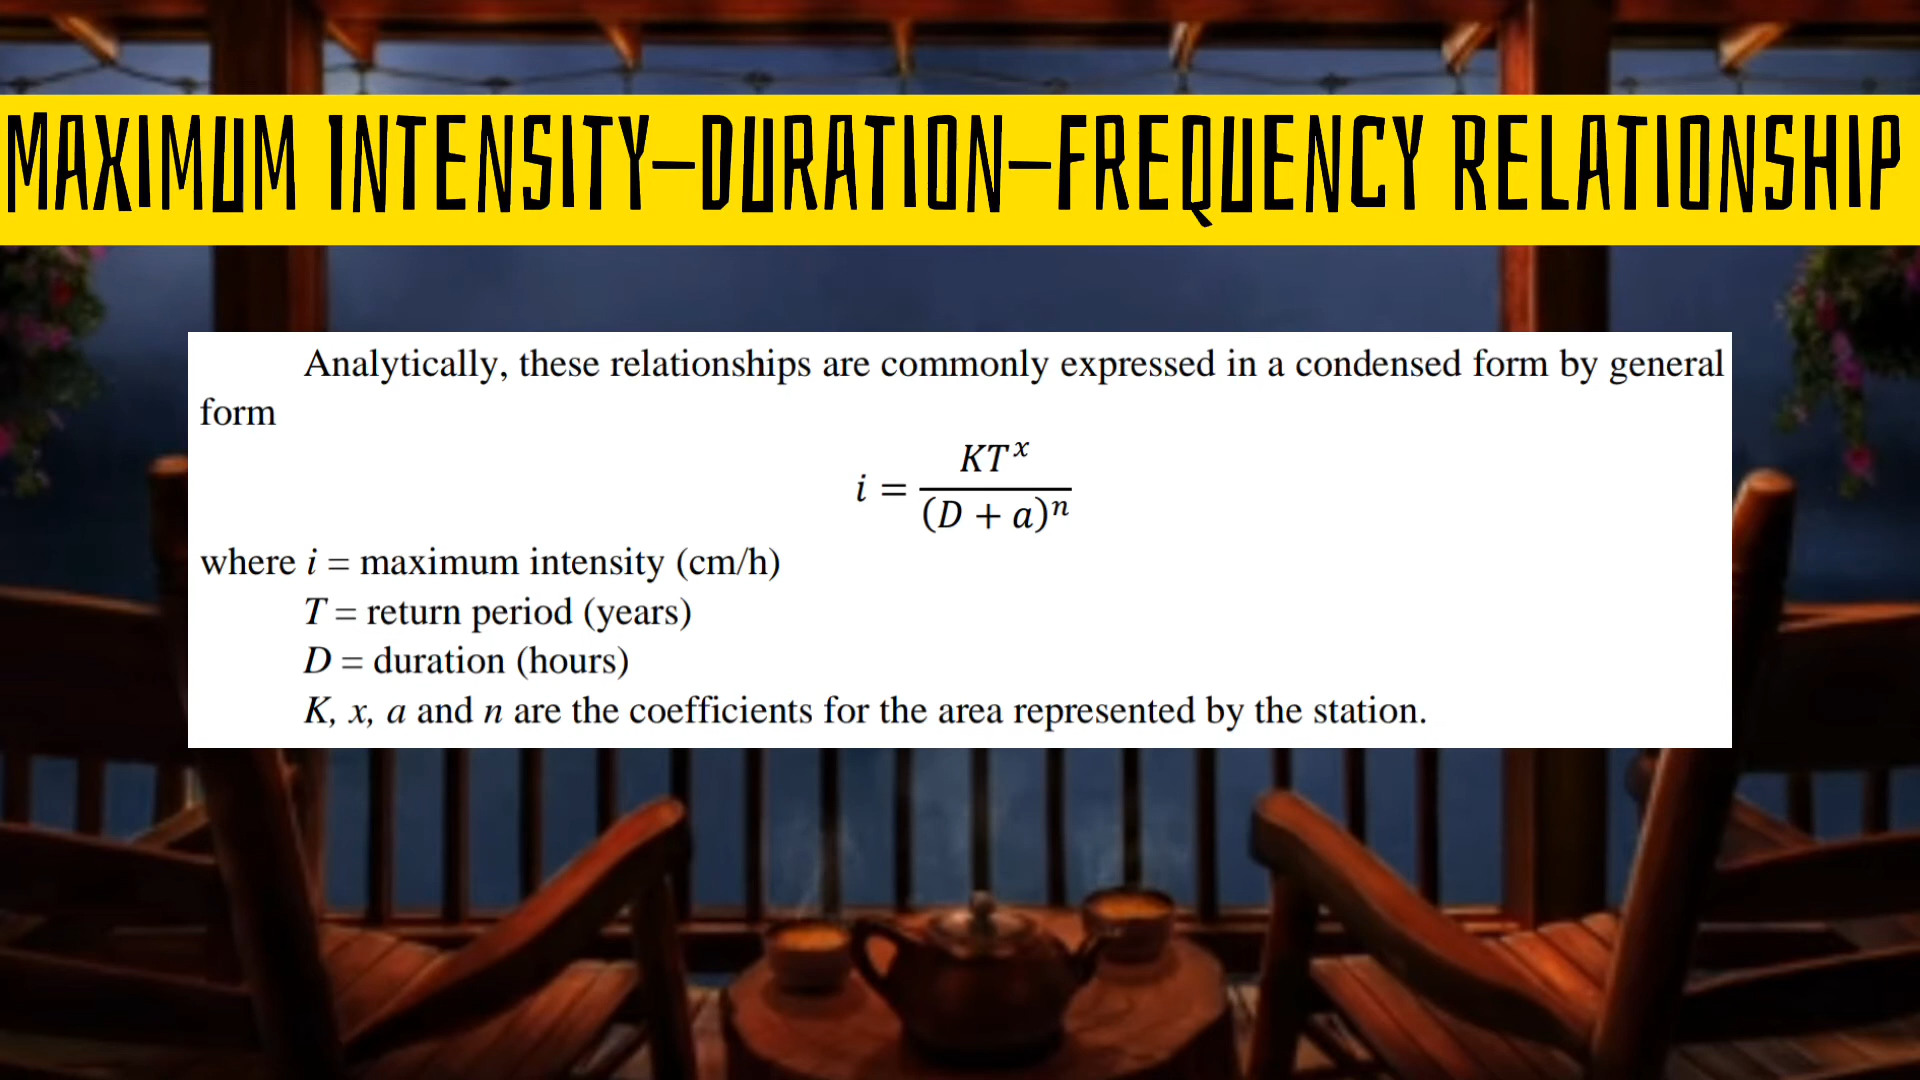 MAXIMUM INTENSITY–DURATION–FREQUENCY RELATIONSHIP
Analytically, these relationships are commonly expressed in a condensed form by general
form
i = KT^x / (D + a)^n
where i = maximum intensity (cm/h)
T = return period (years)
D = duration (hours)
K, x, a and n are the coefficients for the area represented by the station.